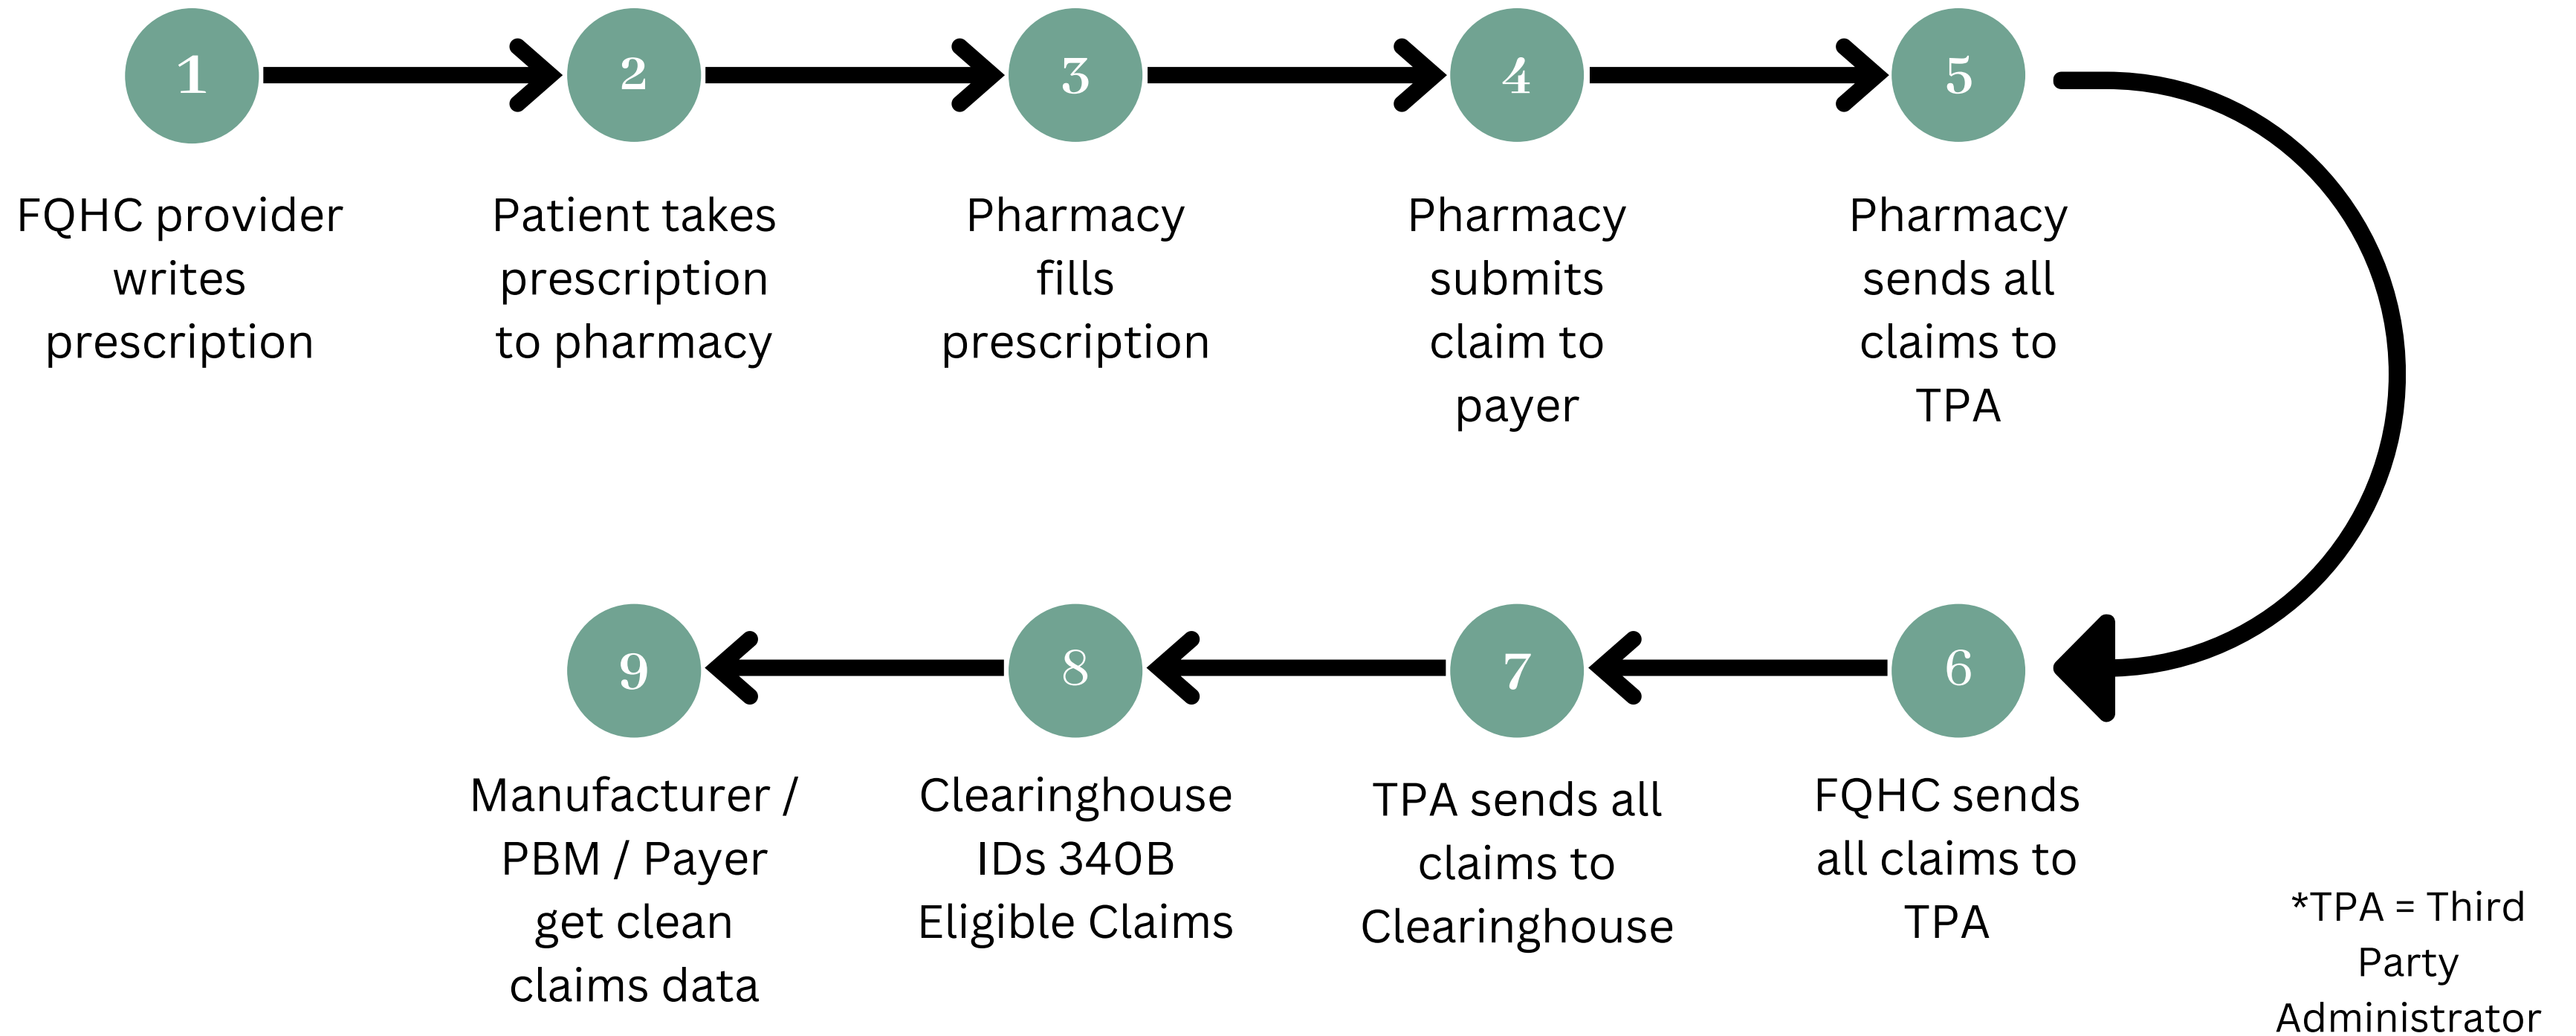 1
2
3
4
5
FQHC provider
writes
prescription
Patient takes
prescription
to pharmacy
Pharmacy
fills
prescription
Pharmacy
submits
claim to
payer
Pharmacy
sends all
claims to
TPA
9
8
7
6
Manufacturer /
PBM / Payer
get clean
claims data
Clearinghouse
IDs 340B
Eligible Claims
TPA sends all
claims to
Clearinghouse
FQHC sends
all claims to
TPA
*TPA = Third
Party
Administrator